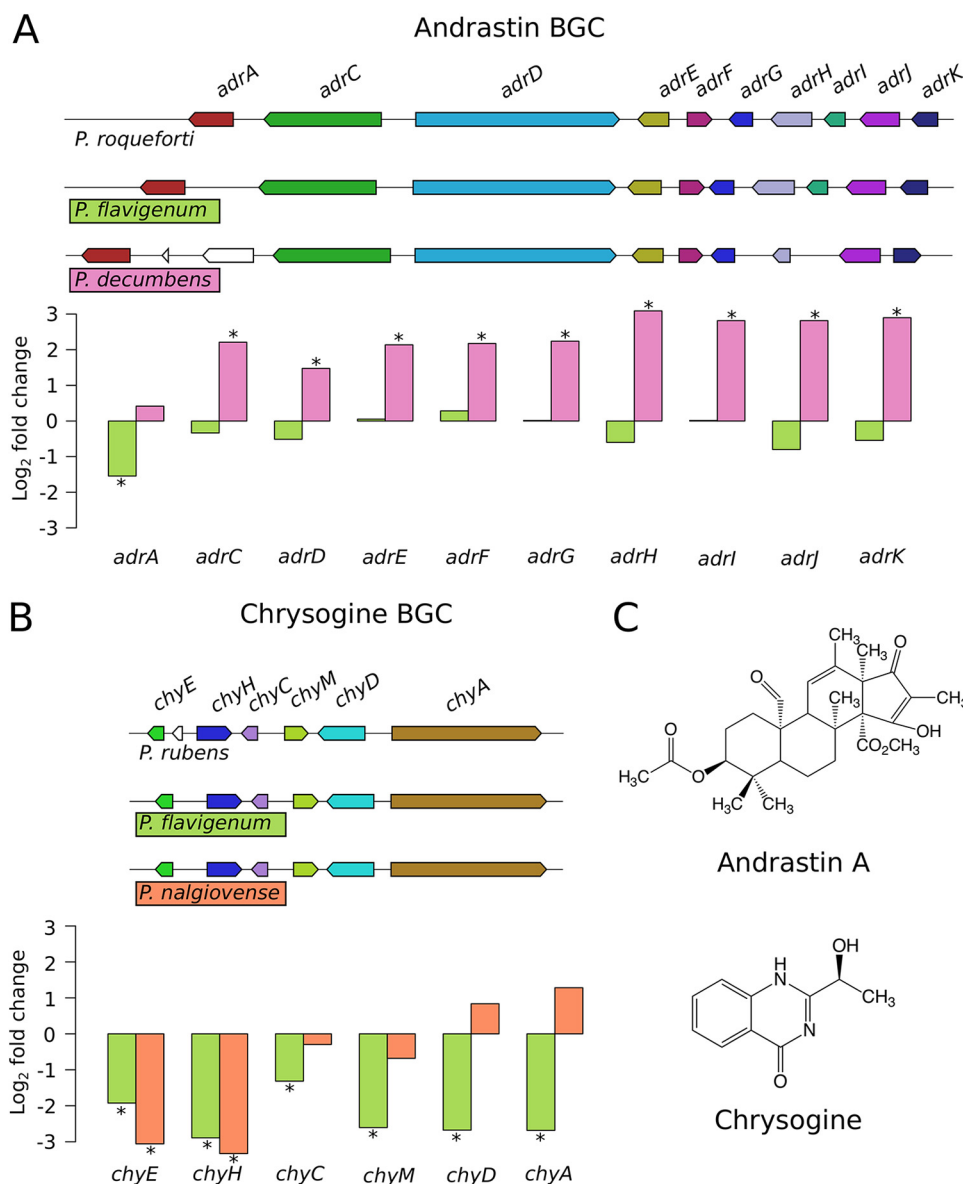 A
Andrastin BGC
adrA adrC adrD adrE adrF adrG adrH adrI adrJ adrK
P. roqueforti
P. flavigenum
P. decumbens
3
2
1
0
-1
-2
-3
Log2 fold change
* * * * * * * * * *
adrA adrC adrD adrE adrF adrG adrH adrI adrJ adrK
B
Chrysogine BGC
chyE chyH chyC chyM chyD chyA
P. rubens
P. flavigenum
P. nalgiovense
3
2
1
0
-1
-2
-3
Log2 fold change
* * * * * * * *
chyE chyH chyC chyM chyD chyA
C
CH3 CH3 O
O CH3 CH3
O OH
CO2CH3
H3C O
H3C CH3
Andrastin A
OH
H
N CH3
N
O
Chrysogine